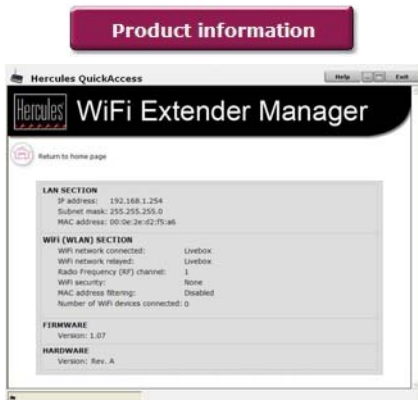 Product information
Hercules QuickAccess
Help
Exit
Hercules WiFi Extender Manager
Return to home page
LAN SECTION
IP address: 192.168.1.254
Subnet mask: 255.255.255.0
MAC address: 00:0e:2e:d2:f5:a6
WiFi (WLAN) SECTION
WiFi network connected: Livebox
WiFi network relayed: Livebox
Radio Frequency (RF) channel: 1
WiFi security: None
MAC address filtering: Disabled
Number of WiFi devices connected: 0
FIRMWARE
Version: 1.07
HARDWARE
Version: Rev. A